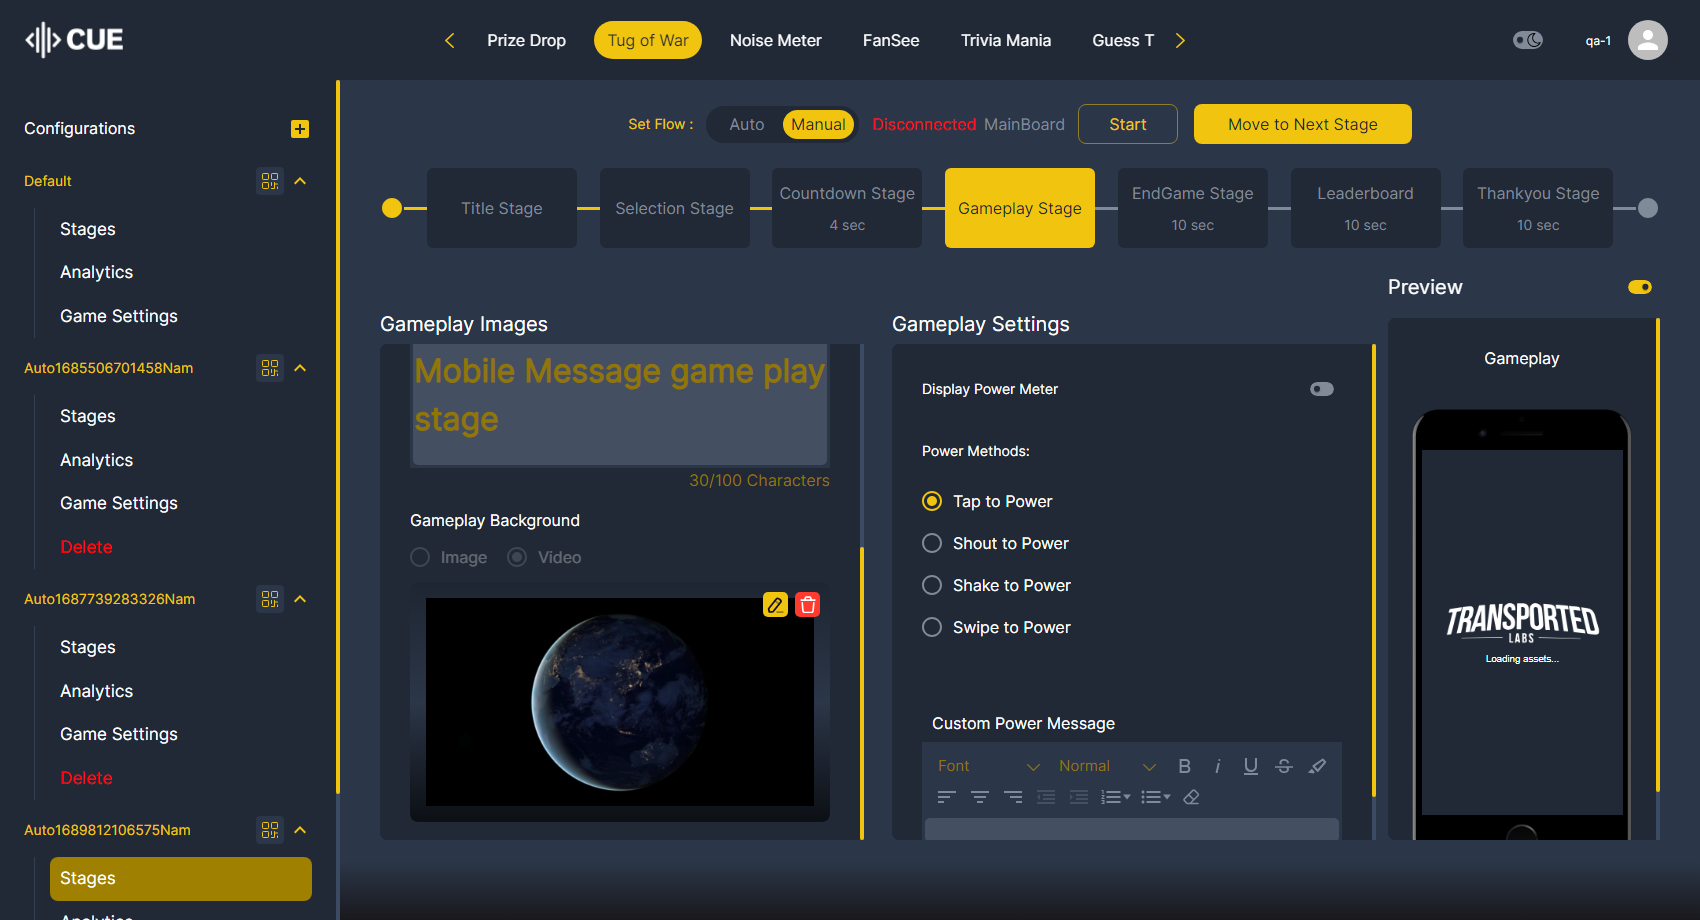 CUE
Prize Drop
Tug of War
Noise Meter
FanSee
Trivia Mania
Guess T
qa-1
Configurations
Default
Stages
Analytics
Game Settings
Auto1685506701458Nam
Stages
Analytics
Game Settings
Delete
Auto1687739283326Nam
Stages
Analytics
Game Settings
Delete
Auto1689812106575Nam
Stages
Analytics
Set Flow :
Auto
Manual
Disconnected MainBoard
Start
Move to Next Stage
Title Stage
Selection Stage
Countdown Stage
4 sec
Gameplay Stage
EndGame Stage
10 sec
Leaderboard
10 sec
Thankyou Stage
10 sec
Gameplay Images
Mobile Message game play
stage
30/100 Characters
Gameplay Background
Image
Video
Gameplay Settings
Display Power Meter
Power Methods:
Tap to Power
Shout to Power
Shake to Power
Swipe to Power
Custom Power Message
Font
Normal
Preview
Gameplay
TRANSPORTED
LABS
Loading assets...